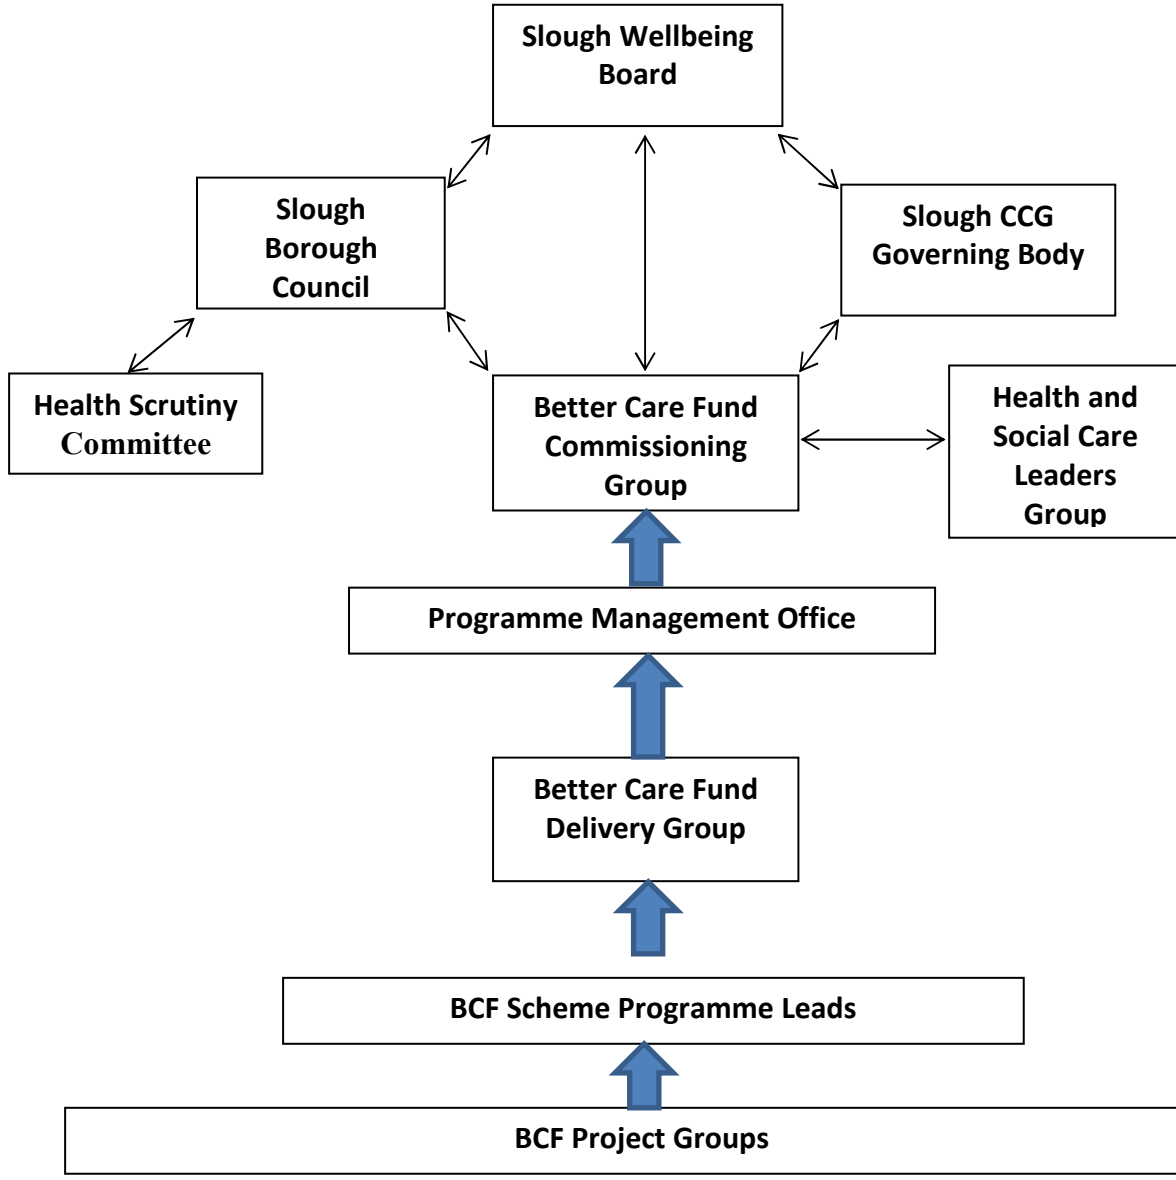 Slough Wellbeing
Board
Slough
Borough
Council
Slough CCG
Governing Body
Health Scrutiny
Committee
Better Care Fund
Commissioning
Group
Health and
Social Care
Leaders
Group
Programme Management Office
Better Care Fund
Delivery Group
BCF Scheme Programme Leads
BCF Project Groups